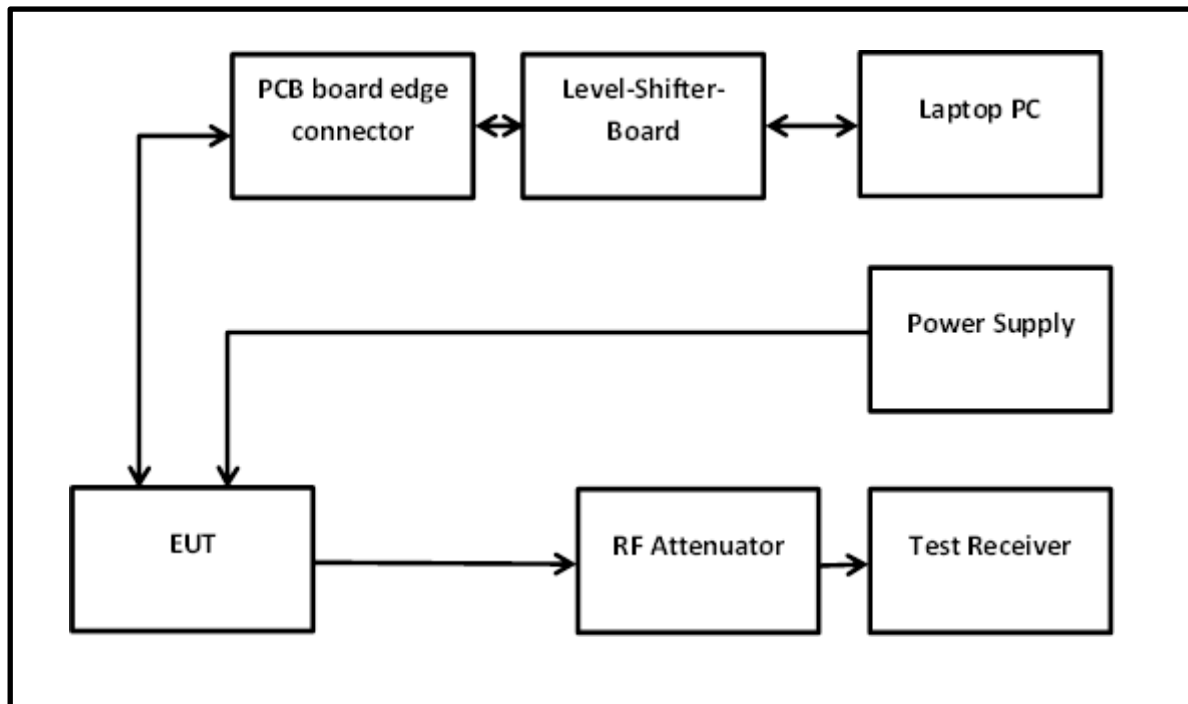 PCB board edge
connector
Level-Shifter-
Board
Laptop PC
Power Supply
EUT
RF Attenuator
Test Receiver